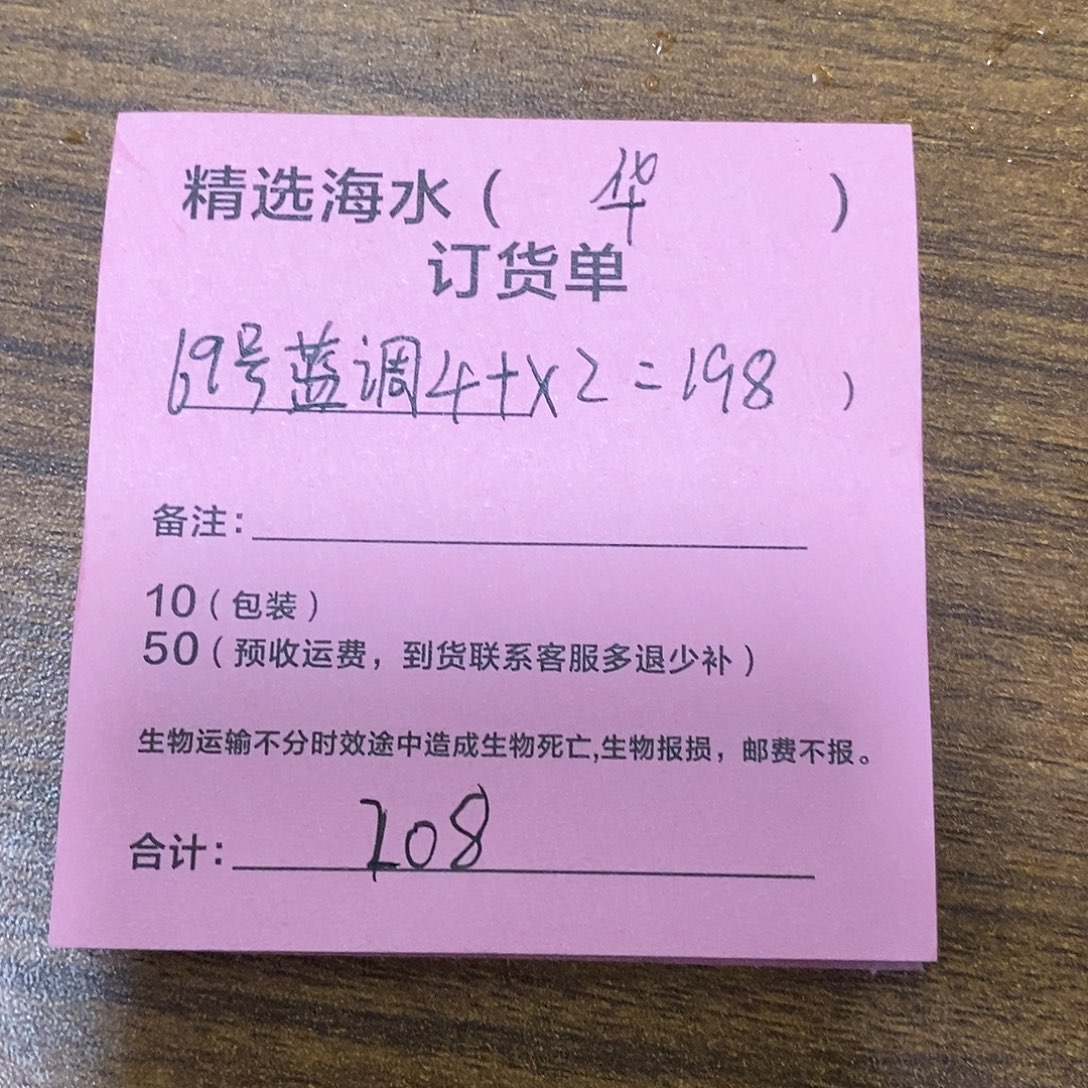 精选海水（ 华 ）
订货单
69号蓝调4+x2=198
备注：
10（包装）
50（预收运费，到货联系客服多退少补）
生物运输不分时效途中造成生物死亡,生物报损，邮费不报。
合计：208